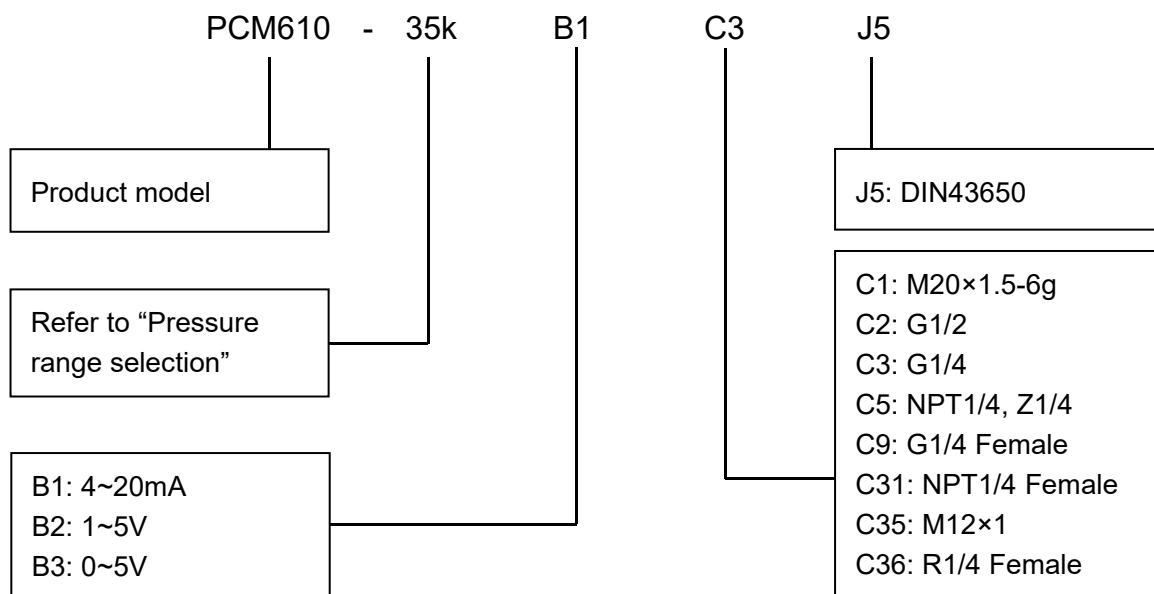 PCM610 - 35k B1 C3 J5
Product model
Refer to “Pressure
range selection”
B1: 4~20mA
B2: 1~5V
B3: 0~5V
J5: DIN43650
C1: M20×1.5-6g
C2: G1/2
C3: G1/4
C5: NPT1/4, Z1/4
C9: G1/4 Female
C31: NPT1/4 Female
C35: M12×1
C36: R1/4 Female